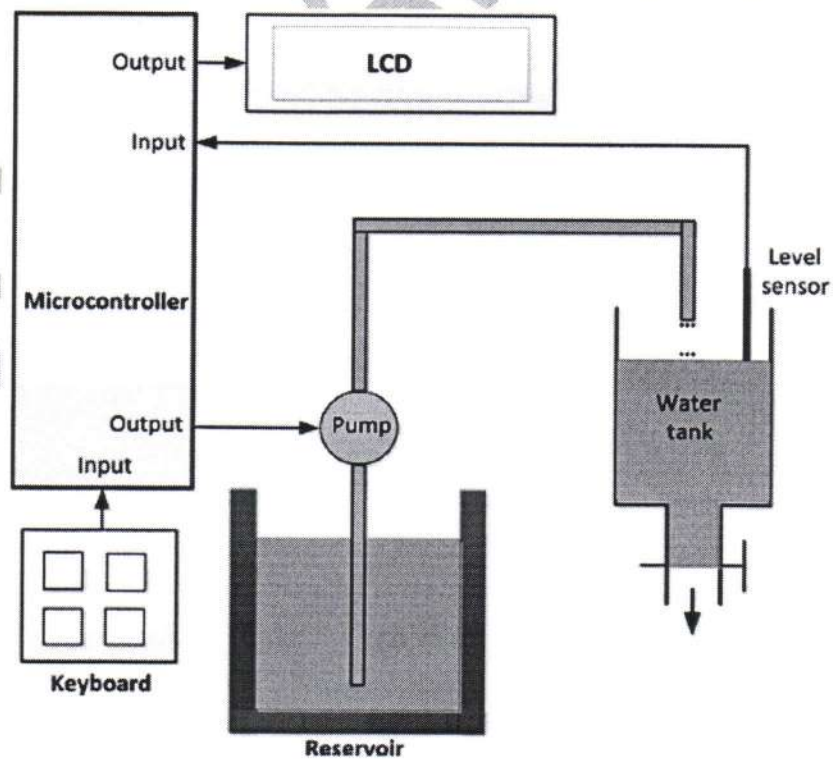 Output
LCD
Input
Level
sensor
Microcontroller
Water
tank
Output
Pump
Input
Keyboard
Reservoir